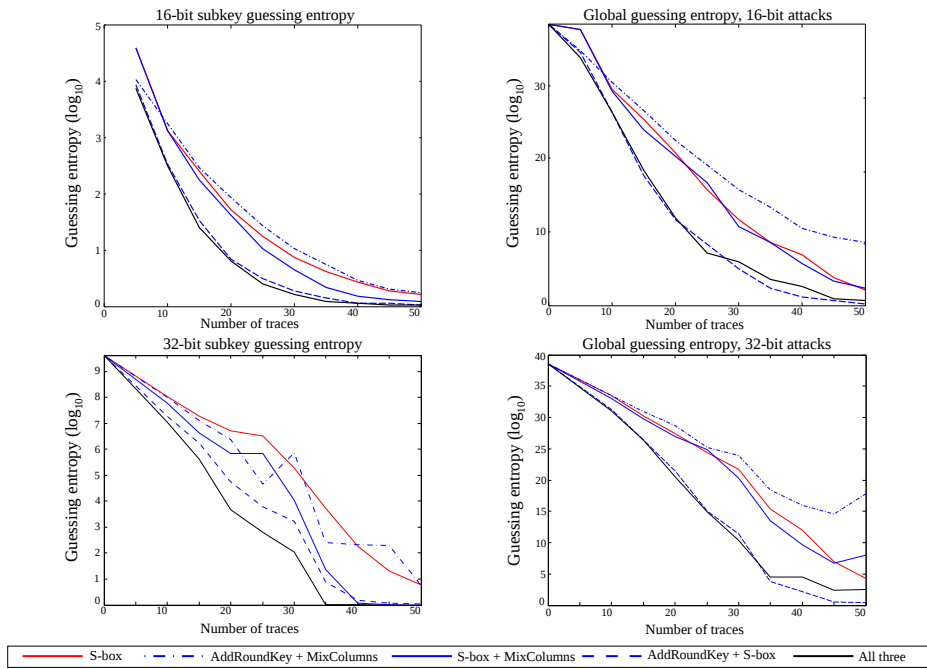 16-bit subkey guessing entropy
Global guessing entropy, 16-bit attacks
Guessing entropy (log10)
5
4
3
2
1
0
0 10 20 30 40 50
Number of traces
Guessing entropy (log10)
30
20
10
0
0 10 20 30 40 50
Number of traces
32-bit subkey guessing entropy
Global guessing entropy, 32-bit attacks
Guessing entropy (log10)
9
8
7
6
5
4
3
2
1
0
0 10 20 30 40 50
Number of traces
Guessing entropy (log10)
40
35
30
25
20
15
10
5
0
0 10 20 30 40 50
Number of traces
S-box AddRoundKey + MixColumns S-box + MixColumns AddRoundKey + S-box All three